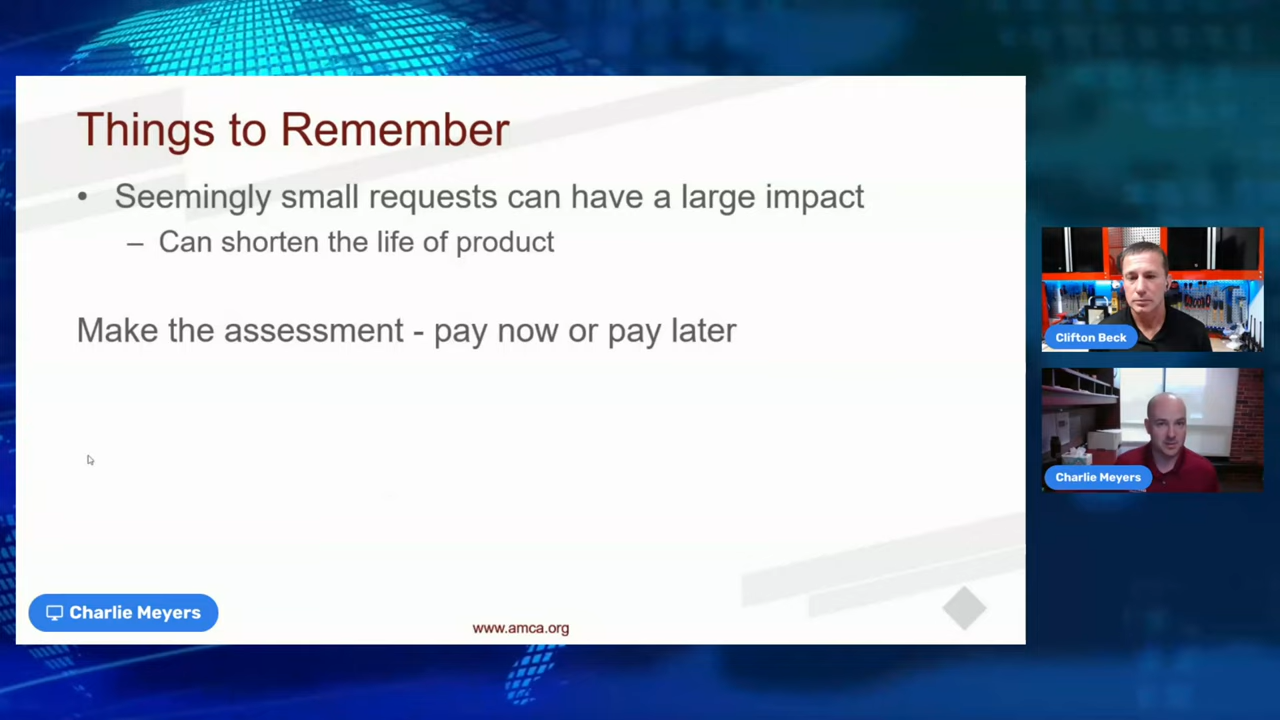 Things to Remember
• Seemingly small requests can have a large impact
– Can shorten the life of product
Make the assessment - pay now or pay later
Charlie Meyers
www.amca.org
Clifton Beck
Charlie Meyers